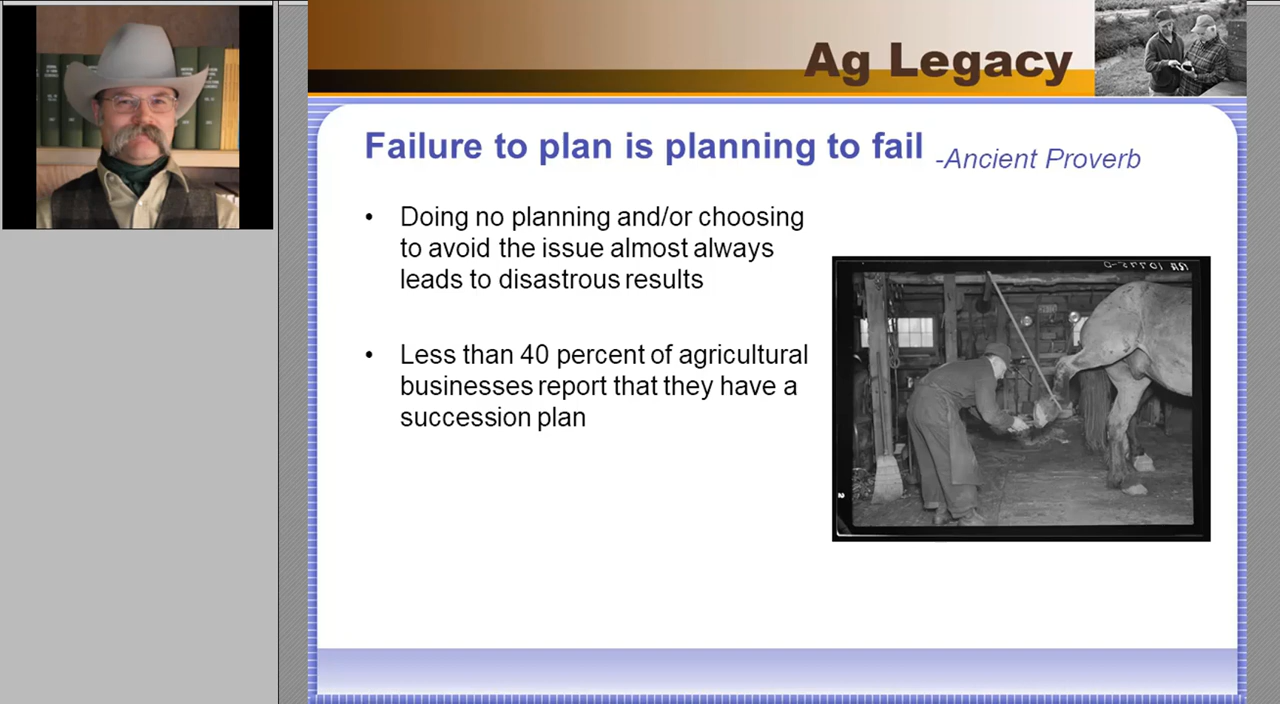 Ag Legacy
Failure to plan is planning to fail -Ancient Proverb
• Doing no planning and/or choosing
to avoid the issue almost always
leads to disastrous results
• Less than 40 percent of agricultural
businesses report that they have a
succession plan